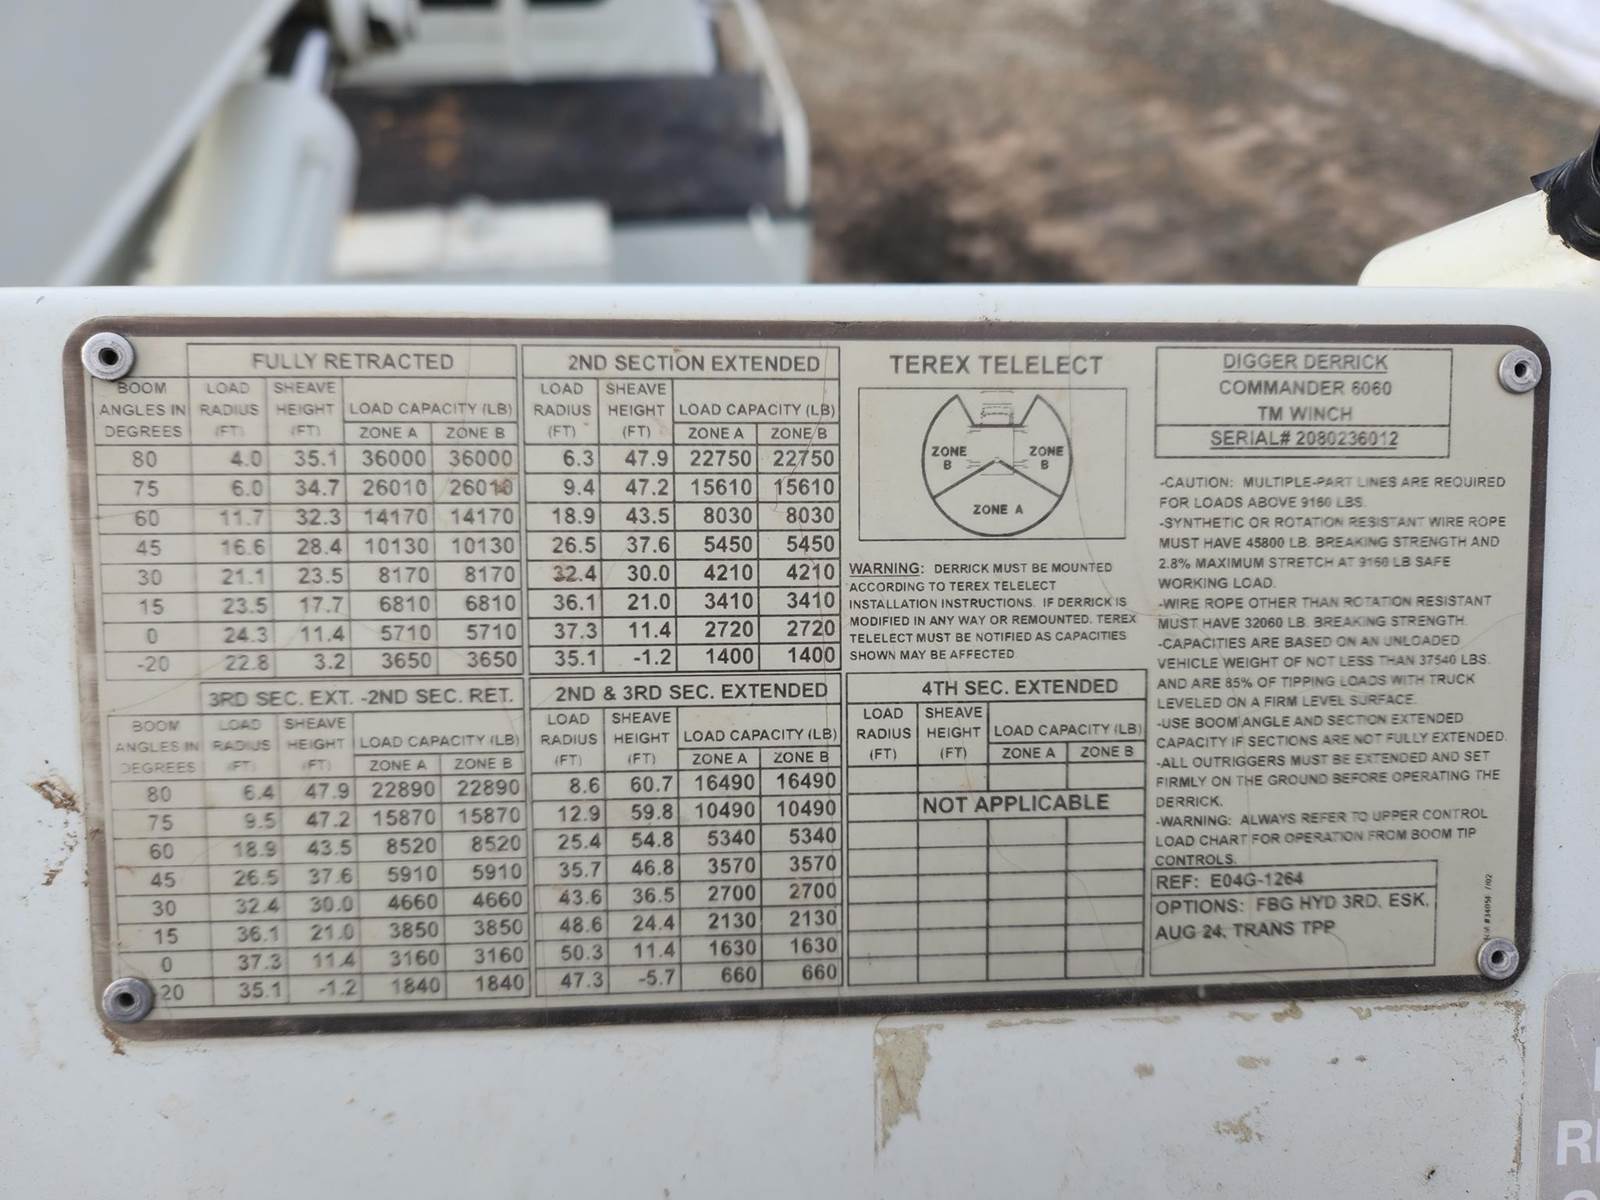 FULLY RETRACTED
BOOM ANGLES IN DEGREES | LOAD RADIUS (FT) | SHEAVE HEIGHT (FT) | LOAD CAPACITY (LB) ZONE A | ZONE B
80 4.0 35.1 36000 36000
75 6.0 34.7 26010 26010
60 11.7 32.3 14170 14170
45 16.6 28.4 10130 10130
30 21.1 23.5 8170 8170
15 23.5 17.7 6810 6810
0 24.3 11.4 5710 5710
-20 22.8 3.2 3650 3650
2ND SECTION EXTENDED
LOAD RADIUS (FT) | SHEAVE HEIGHT (FT) | LOAD CAPACITY (LB) ZONE A | ZONE B
6.3 47.9 22750 22750
9.4 47.2 15610 15610
18.9 43.5 8030 8030
26.5 37.6 5450 5450
32.4 30.0 4210 4210
36.1 21.0 3410 3410
37.3 11.4 2720 2720
35.1 -1.2 1400 1400
TEREX TELELECT
ZONE B
ZONE B
ZONE A
WARNING: DERRICK MUST BE MOUNTED
ACCORDING TO TEREX TELELECT
INSTALLATION INSTRUCTIONS. IF DERRICK IS
MODIFIED IN ANY WAY OR REMOUNTED. TEREX
TELELECT MUST BE NOTIFIED AS CAPACITIES
SHOWN MAY BE AFFECTED
DIGGER DERRICK
COMMANDER 6060
TM WINCH
SERIAL# 2080236012
-CAUTION: MULTIPLE-PART LINES ARE REQUIRED
FOR LOADS ABOVE 9160 LBS.
-SYNTHETIC OR ROTATION RESISTANT WIRE ROPE
MUST HAVE 45800 LB. BREAKING STRENGTH AND
2.8% MAXIMUM STRETCH AT 9160 LB SAFE
WORKING LOAD.
-WIRE ROPE OTHER THAN ROTATION RESISTANT
MUST HAVE 32060 LB. BREAKING STRENGTH.
-CAPACITIES ARE BASED ON AN UNLOADED
VEHICLE WEIGHT OF NOT LESS THAN 37540 LBS.
AND ARE 85% OF TIPPING LOADS WITH TRUCK
LEVELED ON A FIRM LEVEL SURFACE.
-USE BOOM ANGLE AND SECTION EXTENDED
CAPACITY IF SECTIONS ARE NOT FULLY EXTENDED.
-ALL OUTRIGGERS MUST BE EXTENDED AND SET
FIRMLY ON THE GROUND BEFORE OPERATING THE
DERRICK.
-WARNING: ALWAYS REFER TO UPPER CONTROL
LOAD CHART FOR OPERATION FROM BOOM TIP
CONTROLS.
REF: E04G-1264
OPTIONS: FBG HYD 3RD. ESK,
AUG 24, TRANS TPP
3RD SEC. EXT. -2ND SEC. RET.
BOOM ANGLES IN DEGREES | LOAD RADIUS (FT) | SHEAVE HEIGHT (FT) | LOAD CAPACITY (LB) ZONE A | ZONE B
80 6.4 47.9 22890 22890
75 9.5 47.2 15870 15870
60 18.9 43.5 8520 8520
45 26.5 37.6 5910 5910
30 32.4 30.0 4660 4660
15 36.1 21.0 3850 3850
0 37.3 11.4 3160 3160
20 35.1 -1.2 1840 1840
2ND & 3RD SEC. EXTENDED
LOAD RADIUS (FT) | SHEAVE HEIGHT (FT) | LOAD CAPACITY (LB) ZONE A | ZONE B
8.6 60.7 16490 16490
12.9 59.8 10490 10490
25.4 54.8 5340 5340
35.7 46.8 3570 3570
43.6 36.5 2700 2700
48.6 24.4 2130 2130
50.3 11.4 1630 1630
47.3 -5.7 660 660
4TH SEC. EXTENDED
LOAD RADIUS (FT) | SHEAVE HEIGHT (FT) | LOAD CAPACITY (LB) ZONE A | ZONE B
NOT APPLICABLE